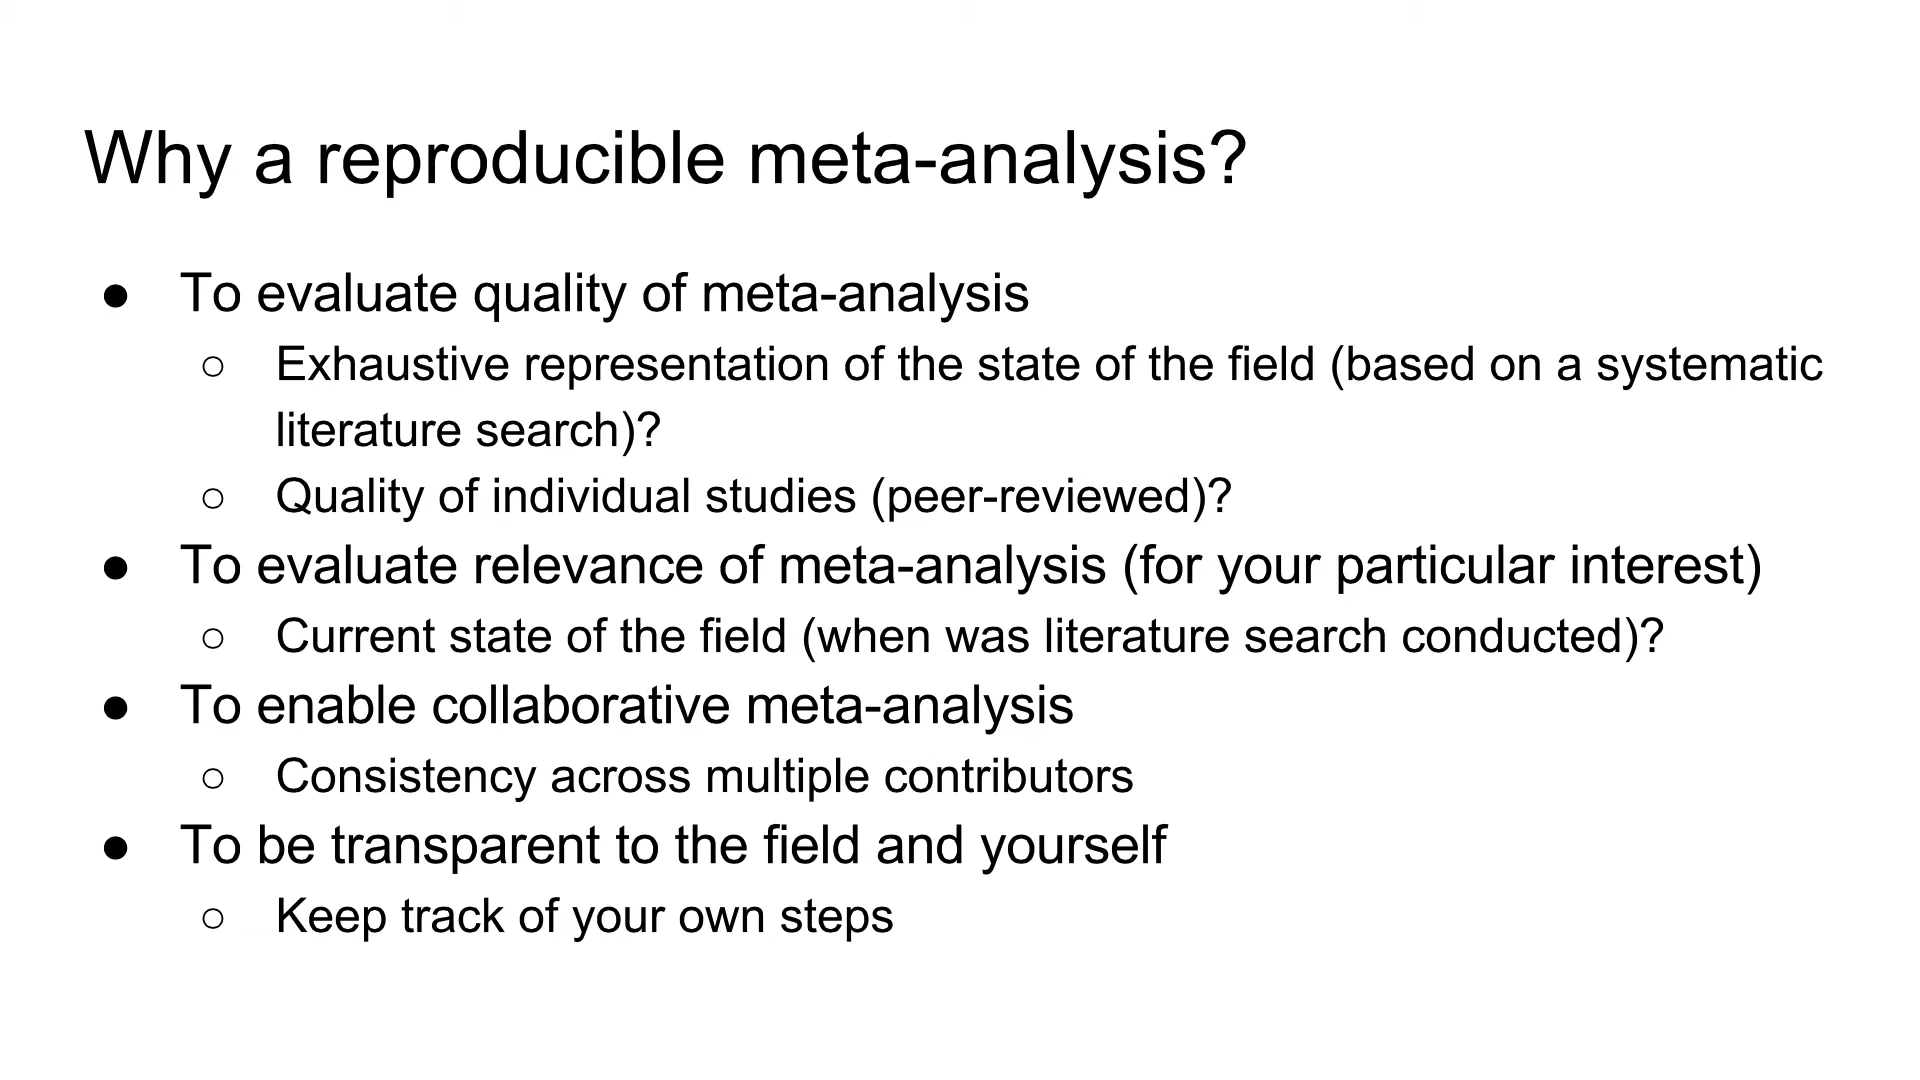 Why a reproducible meta-analysis?
● To evaluate quality of meta-analysis
○ Exhaustive representation of the state of the field (based on a systematic
literature search)?
○ Quality of individual studies (peer-reviewed)?
● To evaluate relevance of meta-analysis (for your particular interest)
○ Current state of the field (when was literature search conducted)?
● To enable collaborative meta-analysis
○ Consistency across multiple contributors
● To be transparent to the field and yourself
○ Keep track of your own steps